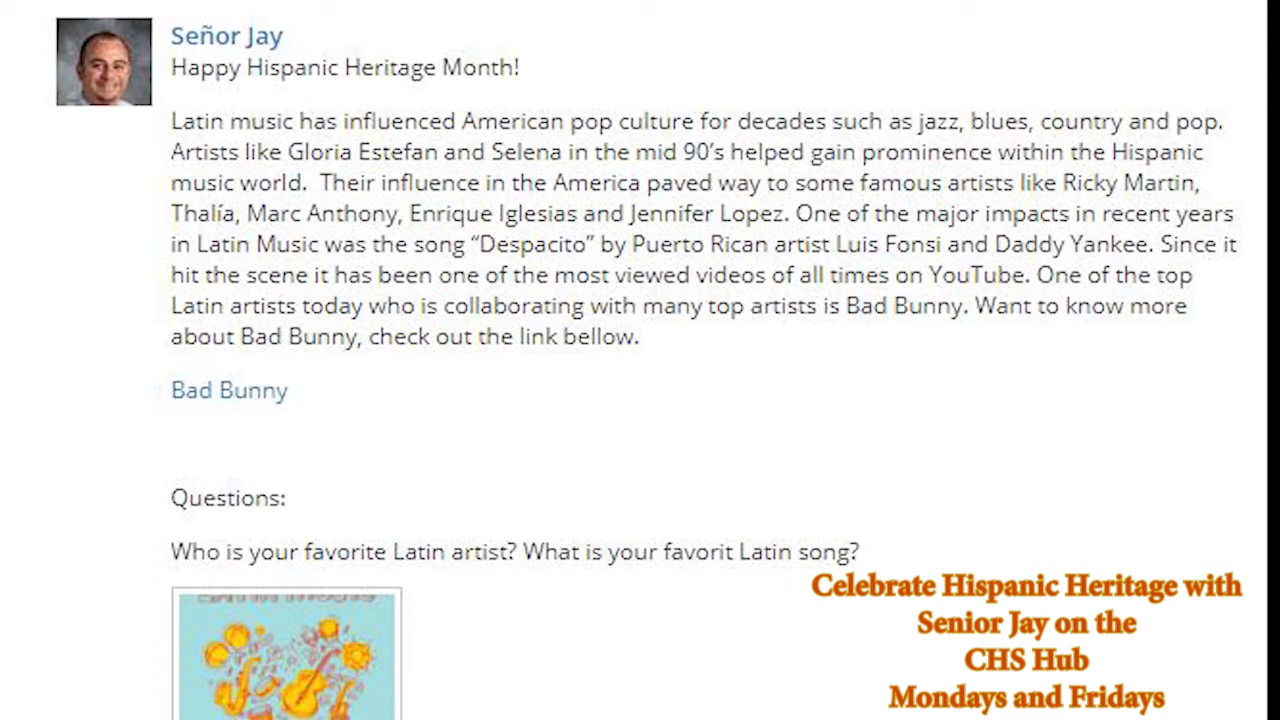 Señor Jay
Happy Hispanic Heritage Month!
Latin music has influenced American pop culture for decades such as jazz, blues, country and pop.
Artists like Gloria Estefan and Selena in the mid 90’s helped gain prominence within the Hispanic
music world.  Their influence in the America paved way to some famous artists like Ricky Martin,
Thalía, Marc Anthony, Enrique Iglesias and Jennifer Lopez. One of the major impacts in recent years
in Latin Music was the song “Despacito” by Puerto Rican artist Luis Fonsi and Daddy Yankee. Since it
hit the scene it has been one of the most viewed videos of all times on YouTube. One of the top
Latin artists today who is collaborating with many top artists is Bad Bunny. Want to know more
about Bad Bunny, check out the link bellow.
Bad Bunny
Questions:
Who is your favorite Latin artist? What is your favorit Latin song?
Celebrate Hispanic Heritage with
Senior Jay on the
CHS Hub
Mondays and Fridays